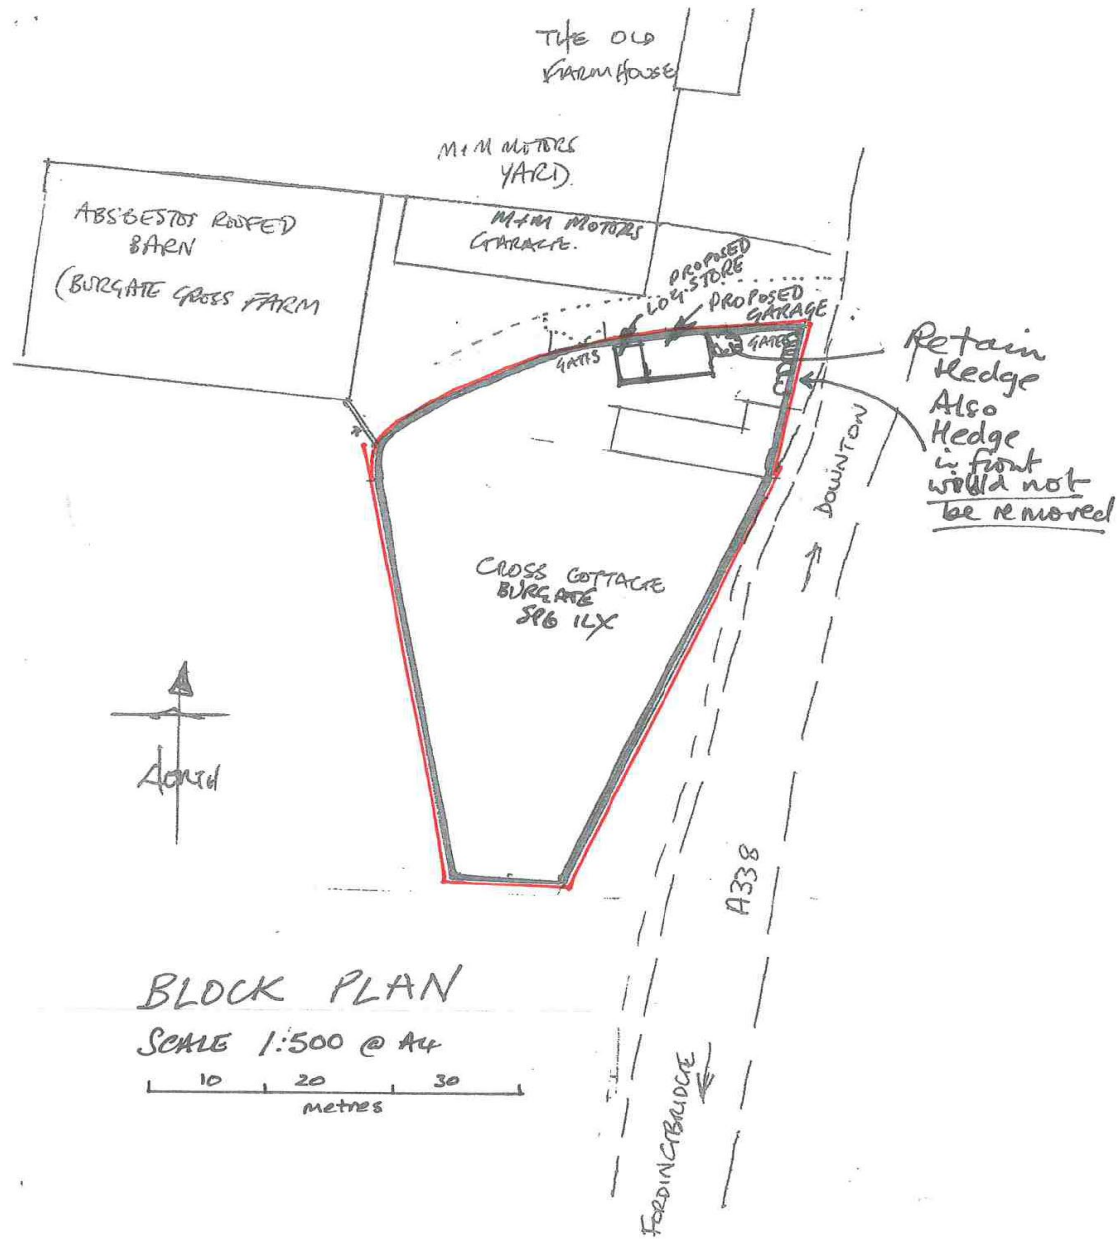 THE OLD
FARMHOUSE
M+M MOTORS
YARD.
ABSBESTOS ROOFED
BARN
(BURGATE CROSS FARM
M+M MOTORS
GARAGE.
PROPOSED
LOG STORE
PROPOSED
GARAGE
GATES
GATES
Retain
Hedge
Also
Hedge
in front
would not
be removed
DOWNTON
CROSS COTTAGE
BURGATE
SP6 1LX
NORTH
A338
BLOCK PLAN
SCALE 1:500 @ A4
10 20 30
metres
FORDINGBRIDGE